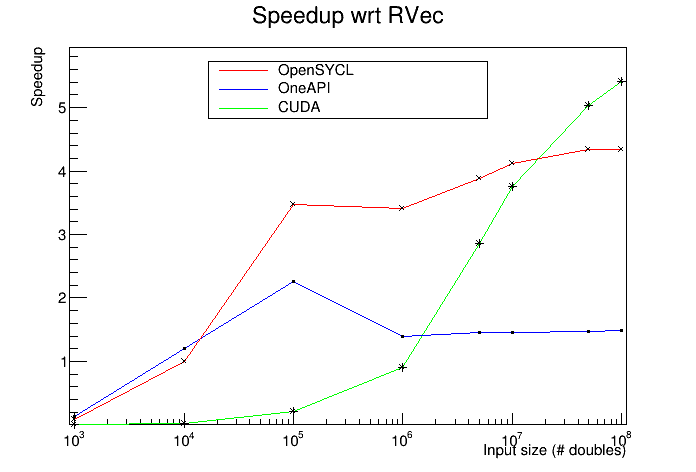 Speedup wrt RVec
Speedup
OpenSYCL
OneAPI
CUDA
5
4
3
2
1
10³ 10⁴ 10⁵ 10⁶ 10⁷ 10⁸
Input size (# doubles)